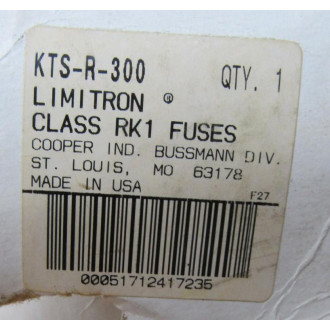 KTS-R-300 QTY. 1
LIMITRON ®
CLASS RK1 FUSES
COOPER IND. BUSSMANN DIV.
ST. LOUIS, MO 63178
MADE IN USA
F27
00051712417235